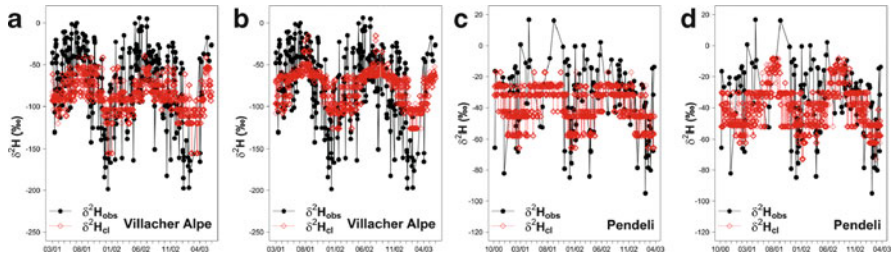 a
δ²H (‰)
0
-50
-100
-150
-200
-250
δ²Hobs
δ²Hcl
Villacher Alpe
03/01 08/01 01/02 06/02 11/02 04/03
b
δ²H (‰)
0
-50
-100
-150
-200
-250
δ²Hobs
δ²Hcl
Villacher Alpe
03/01 08/01 01/02 06/02 11/02 04/03
c
δ²H (‰)
20
0
-20
-40
-60
-80
-100
-120
δ²Hobs
δ²Hcl
Pendeli
10/00 03/01 08/01 01/02 06/02 11/02 04/03
d
δ²H (‰)
20
0
-20
-40
-60
-80
-100
-120
δ²Hobs
δ²Hcl
Pendeli
10/00 03/01 08/01 01/02 06/02 11/02 04/03